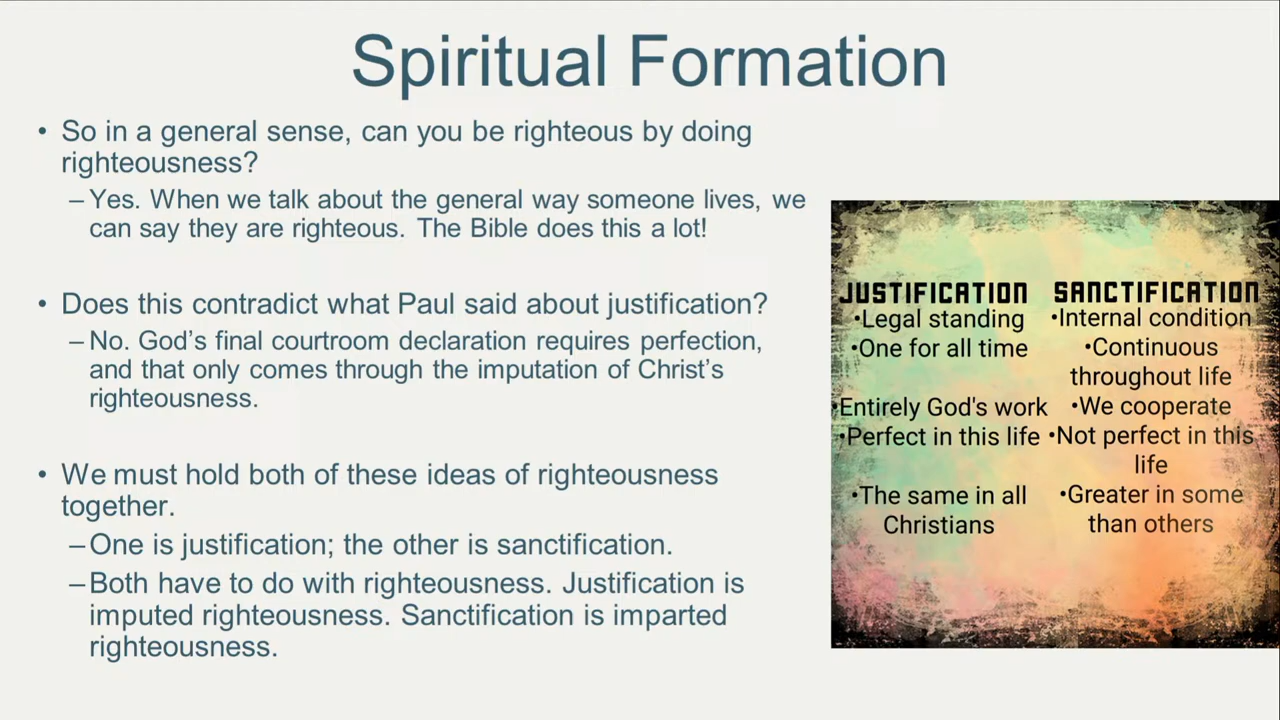 Spiritual Formation
• So in a general sense, can you be righteous by doing
righteousness?
– Yes. When we talk about the general way someone lives, we
can say they are righteous. The Bible does this a lot!
• Does this contradict what Paul said about justification?
– No. God's final courtroom declaration requires perfection,
and that only comes through the imputation of Christ's
righteousness.
• We must hold both of these ideas of righteousness
together.
– One is justification; the other is sanctification.
– Both have to do with righteousness. Justification is
imputed righteousness. Sanctification is imparted
righteousness.
JUSTIFICATION
•Legal standing
•One for all time
•Entirely God's work
•Perfect in this life
•The same in all
Christians
SANCTIFICATION
•Internal condition
•Continuous
throughout life
•We cooperate
•Not perfect in this
life
•Greater in some
than others